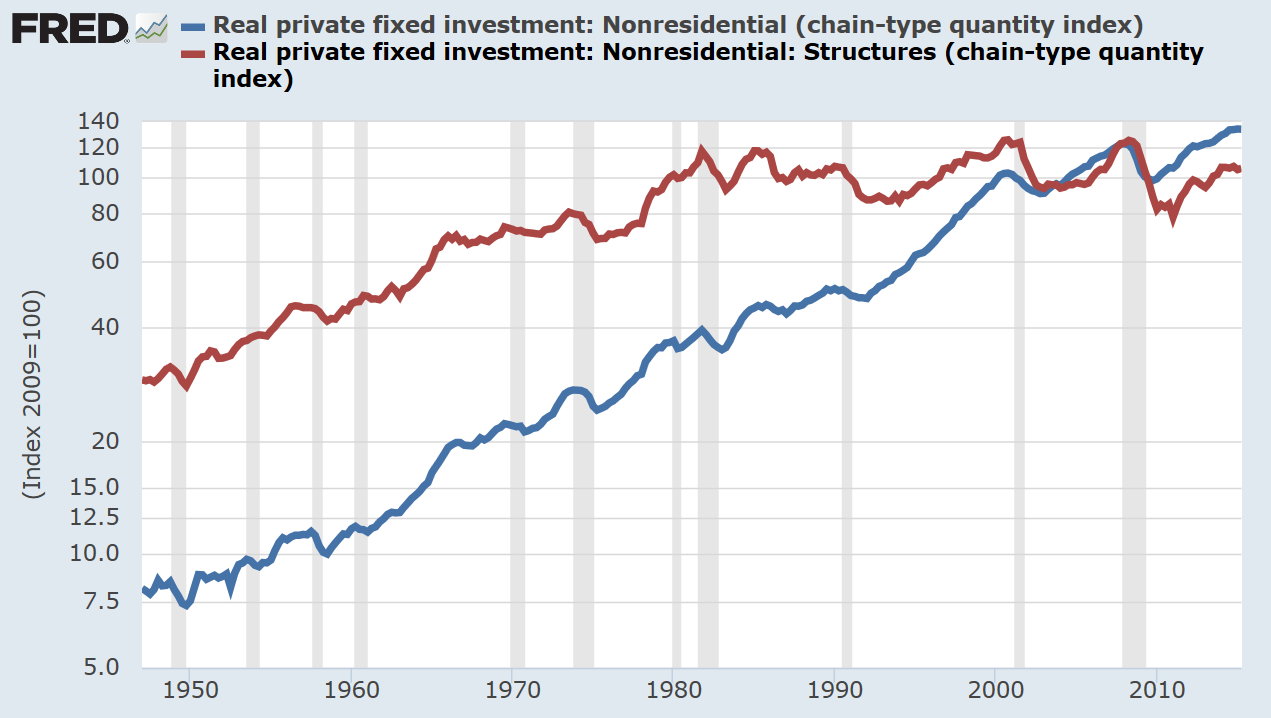 FRED
Real private fixed investment: Nonresidential (chain-type quantity index)
Real private fixed investment: Nonresidential: Structures (chain-type quantity
index)
(Index 2009=100)
140
120
100
80
60
40
20
15.0
12.5
10.0
7.5
5.0
1950 1960 1970 1980 1990 2000 2010